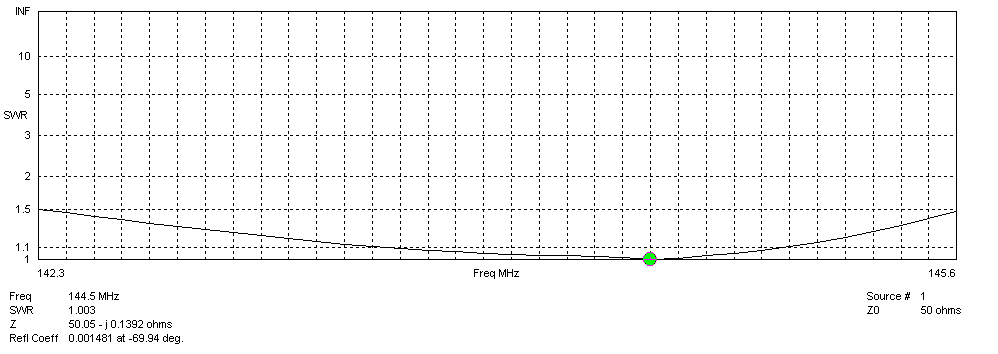 INF
10
5
SWR
3
2
1.5
1.1
1
142.3 Freq MHz 145.6
Freq 144.5 MHz Source # 1
SWR 1.003 Z0 50 ohms
Z 50.05 - j 0.1392 ohms
Refl Coeff 0.001481 at -69.94 deg.